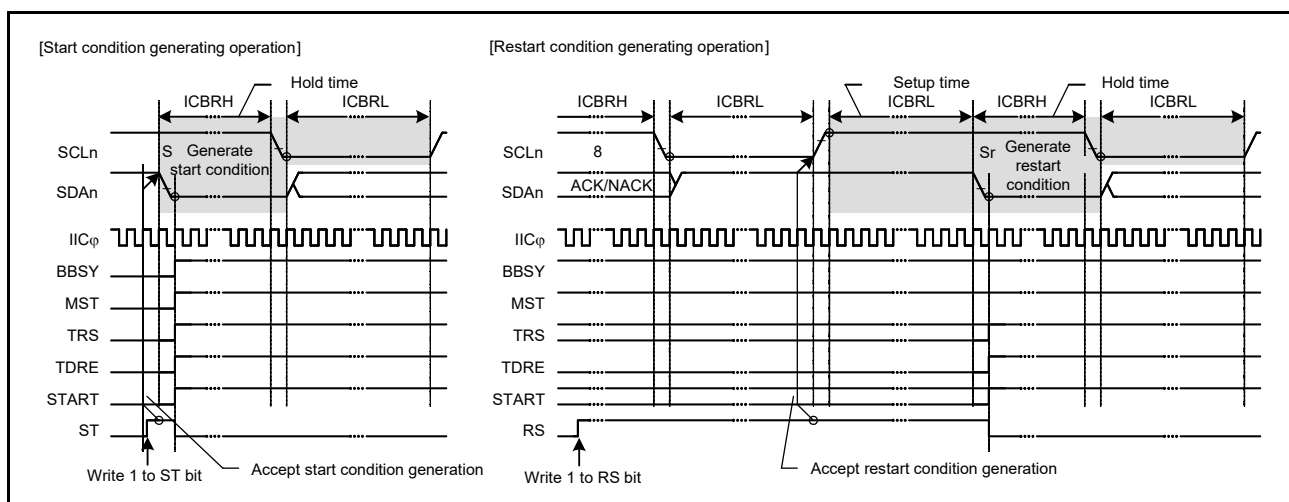 [Start condition generating operation]
[Restart condition generating operation]
Hold time
ICBRH
ICBRL
SCLn
S
Generate
start condition
SDAn
IICφ
BBSY
MST
TRS
TDRE
START
ST
Write 1 to ST bit
Accept start condition generation
Setup time
Hold time
ICBRH
ICBRL
ICBRL
ICBRH
ICBRL
SCLn
8
Sr
Generate
restart
condition
SDAn
ACK/NACK
IICφ
BBSY
MST
TRS
TDRE
START
RS
Write 1 to RS bit
Accept restart condition generation